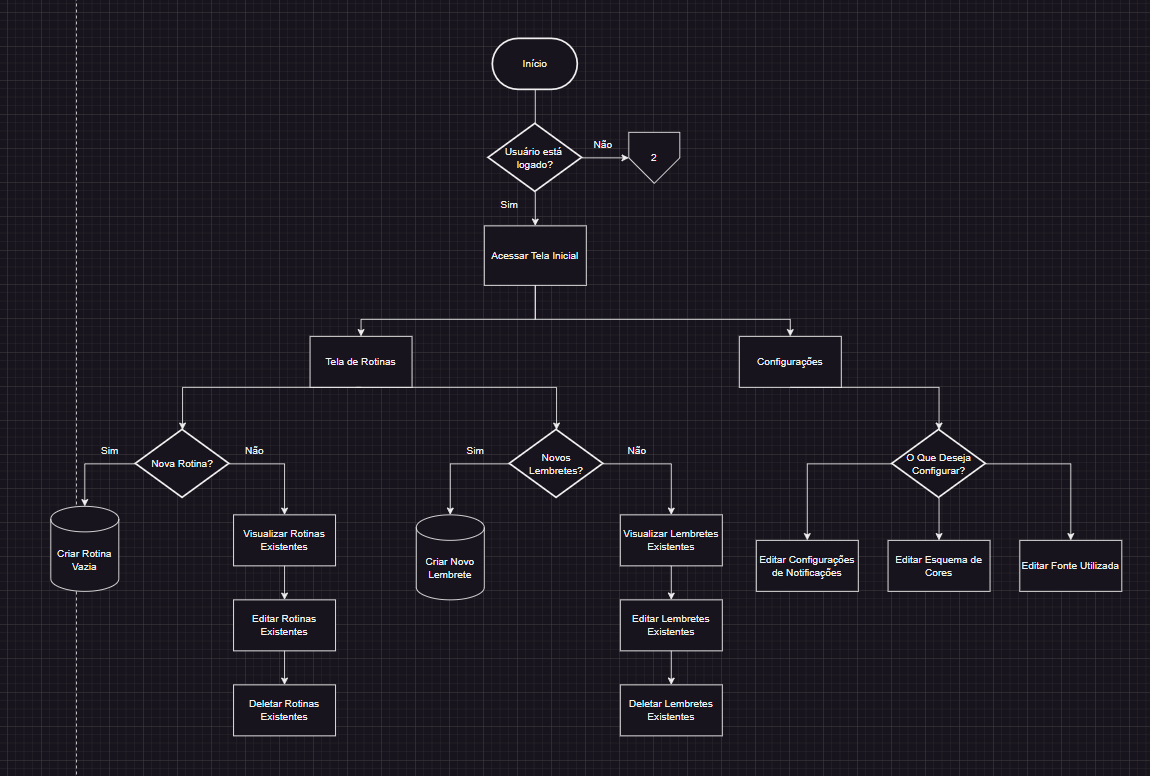 Início
Usuário está
logado?
Não
2
Sim
Acessar Tela Inicial
Tela de Rotinas
Configurações
Sim
Nova Rotina?
Não
Sim
Novos
Lembretes?
Não
O Que Deseja
Configurar?
Criar Rotina
Vazia
Visualizar Rotinas
Existentes
Criar Novo
Lembrete
Visualizar Lembretes
Existentes
Editar Configurações
de Notificações
Editar Esquema de
Cores
Editar Fonte Utilizada
Editar Rotinas
Existentes
Editar Lembretes
Existentes
Deletar Rotinas
Existentes
Deletar Lembretes
Existentes